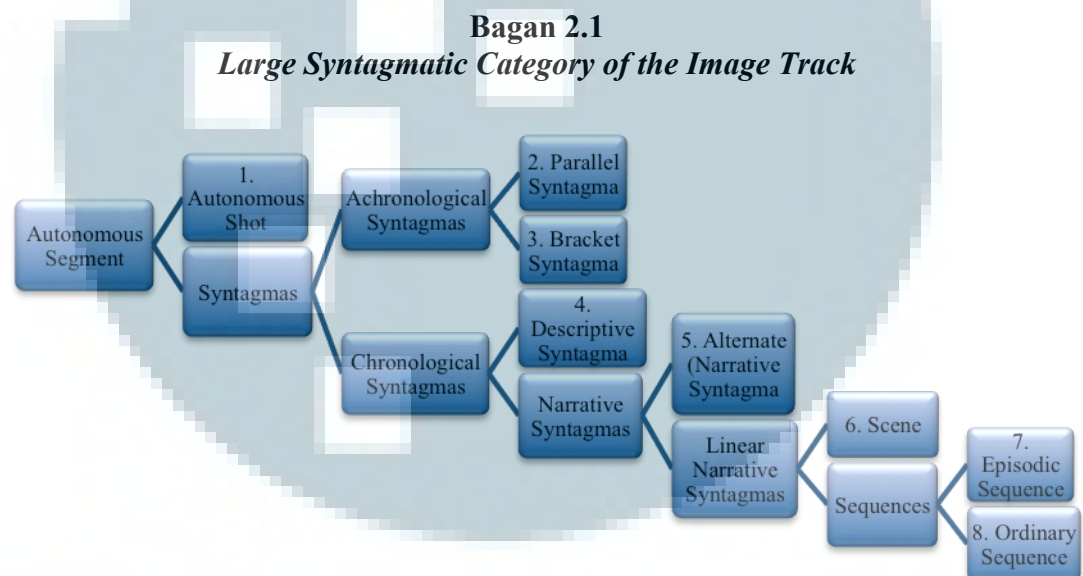 Bagan 2.1
Large Syntagmatic Category of the Image Track
Autonomous
Segment
1.
Autonomous
Shot
Syntagmas
Achronological
Syntagmas
2. Parallel
Syntagma
3. Bracket
Syntagma
Chronological
Syntagmas
4.
Descriptive
Syntagma
Narrative
Syntagmas
5. Alternate
(Narrative
Syntagma
Linear
Narrative
Syntagmas
6. Scene
Sequences
7.
Episodic
Sequence
8. Ordinary
Sequence